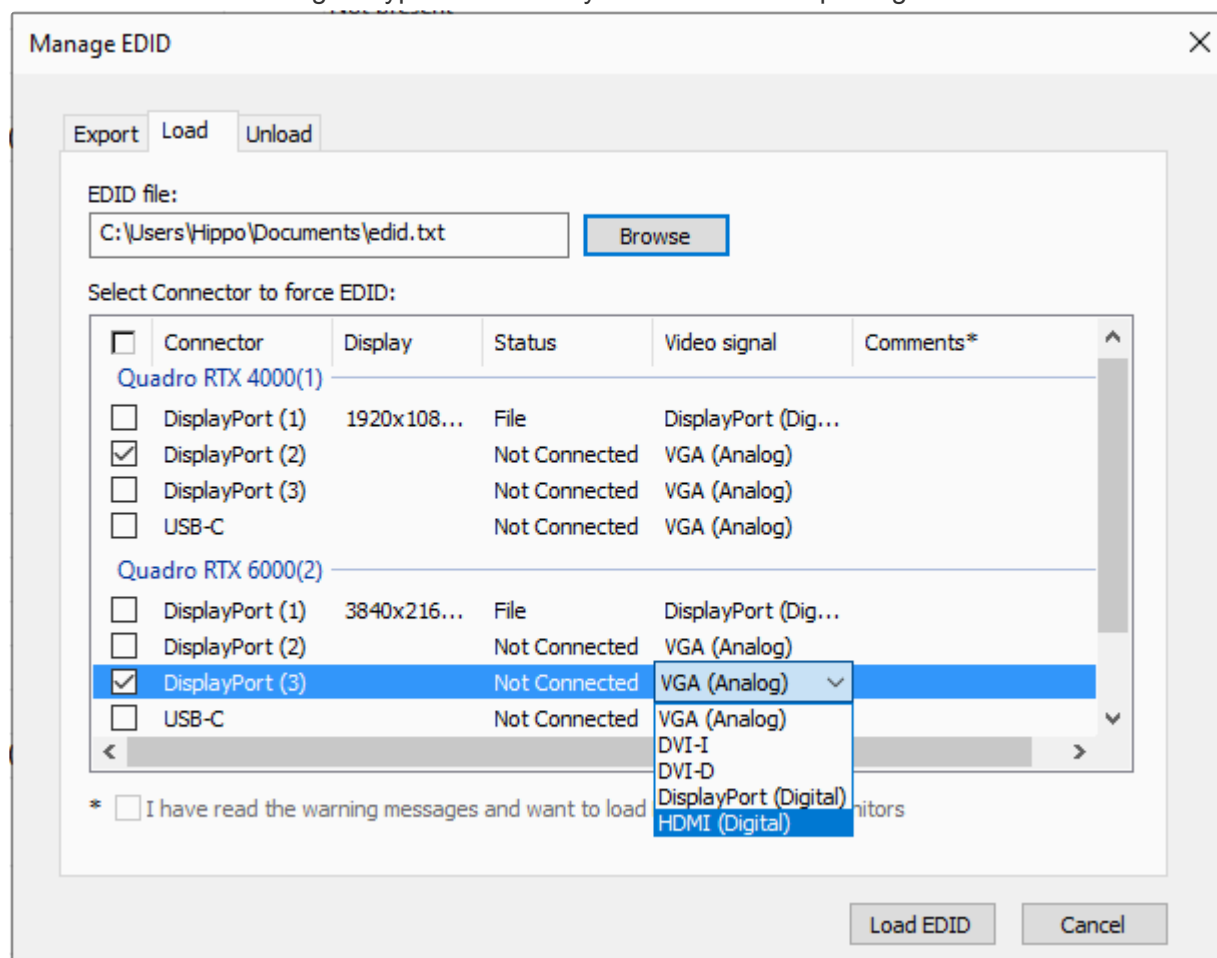 Manage EDID
Export Load Unload
EDID file:
C:\Users\Hippo\Documents\edid.txt Browse
Select Connector to force EDID:
Connector Display Status Video signal Comments*
Quadro RTX 4000(1)
DisplayPort (1) 1920x108... File DisplayPort (Dig...
DisplayPort (2) Not Connected VGA (Analog)
DisplayPort (3) Not Connected VGA (Analog)
USB-C Not Connected VGA (Analog)
Quadro RTX 6000(2)
DisplayPort (1) 3840x216... File DisplayPort (Dig...
DisplayPort (2) Not Connected VGA (Analog)
DisplayPort (3) Not Connected VGA (Analog)
USB-C Not Connected VGA (Analog)
DVI-I
DVI-D
DisplayPort (Digital)
* I have read the warning messages and want to load nitors
HDMI (Digital)
Load EDID Cancel